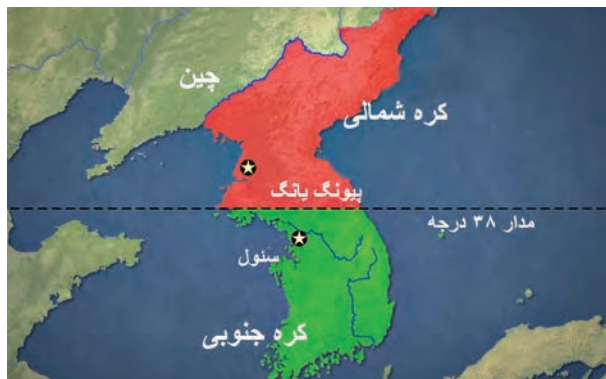 چین
کره شمالی
پیونگ یانگ
مدار ۳۸ درجه
سئول
کره جنوبی